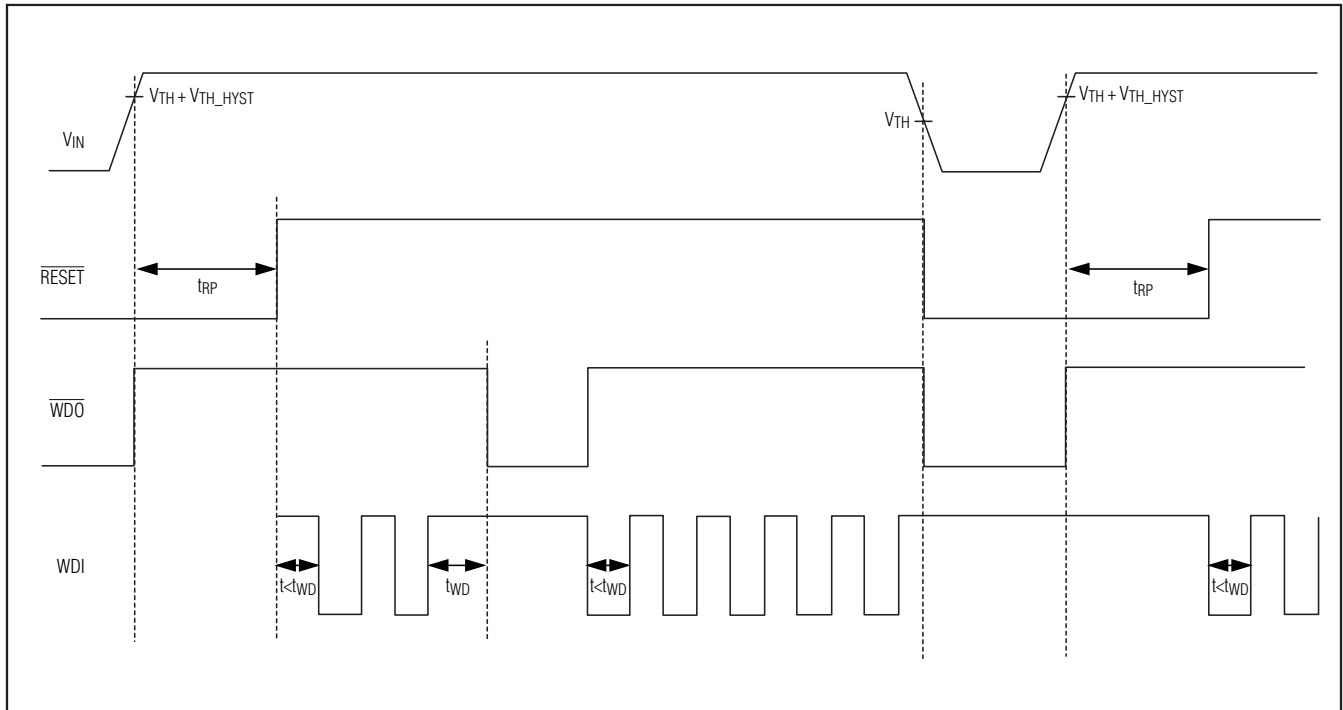 VTH + VTH_HYST
VTH + VTH_HYST
VTH
VIN
RESET
tRP
tRP
WDO
WDI
t<tWD
tWD
t<tWD
t<tWD